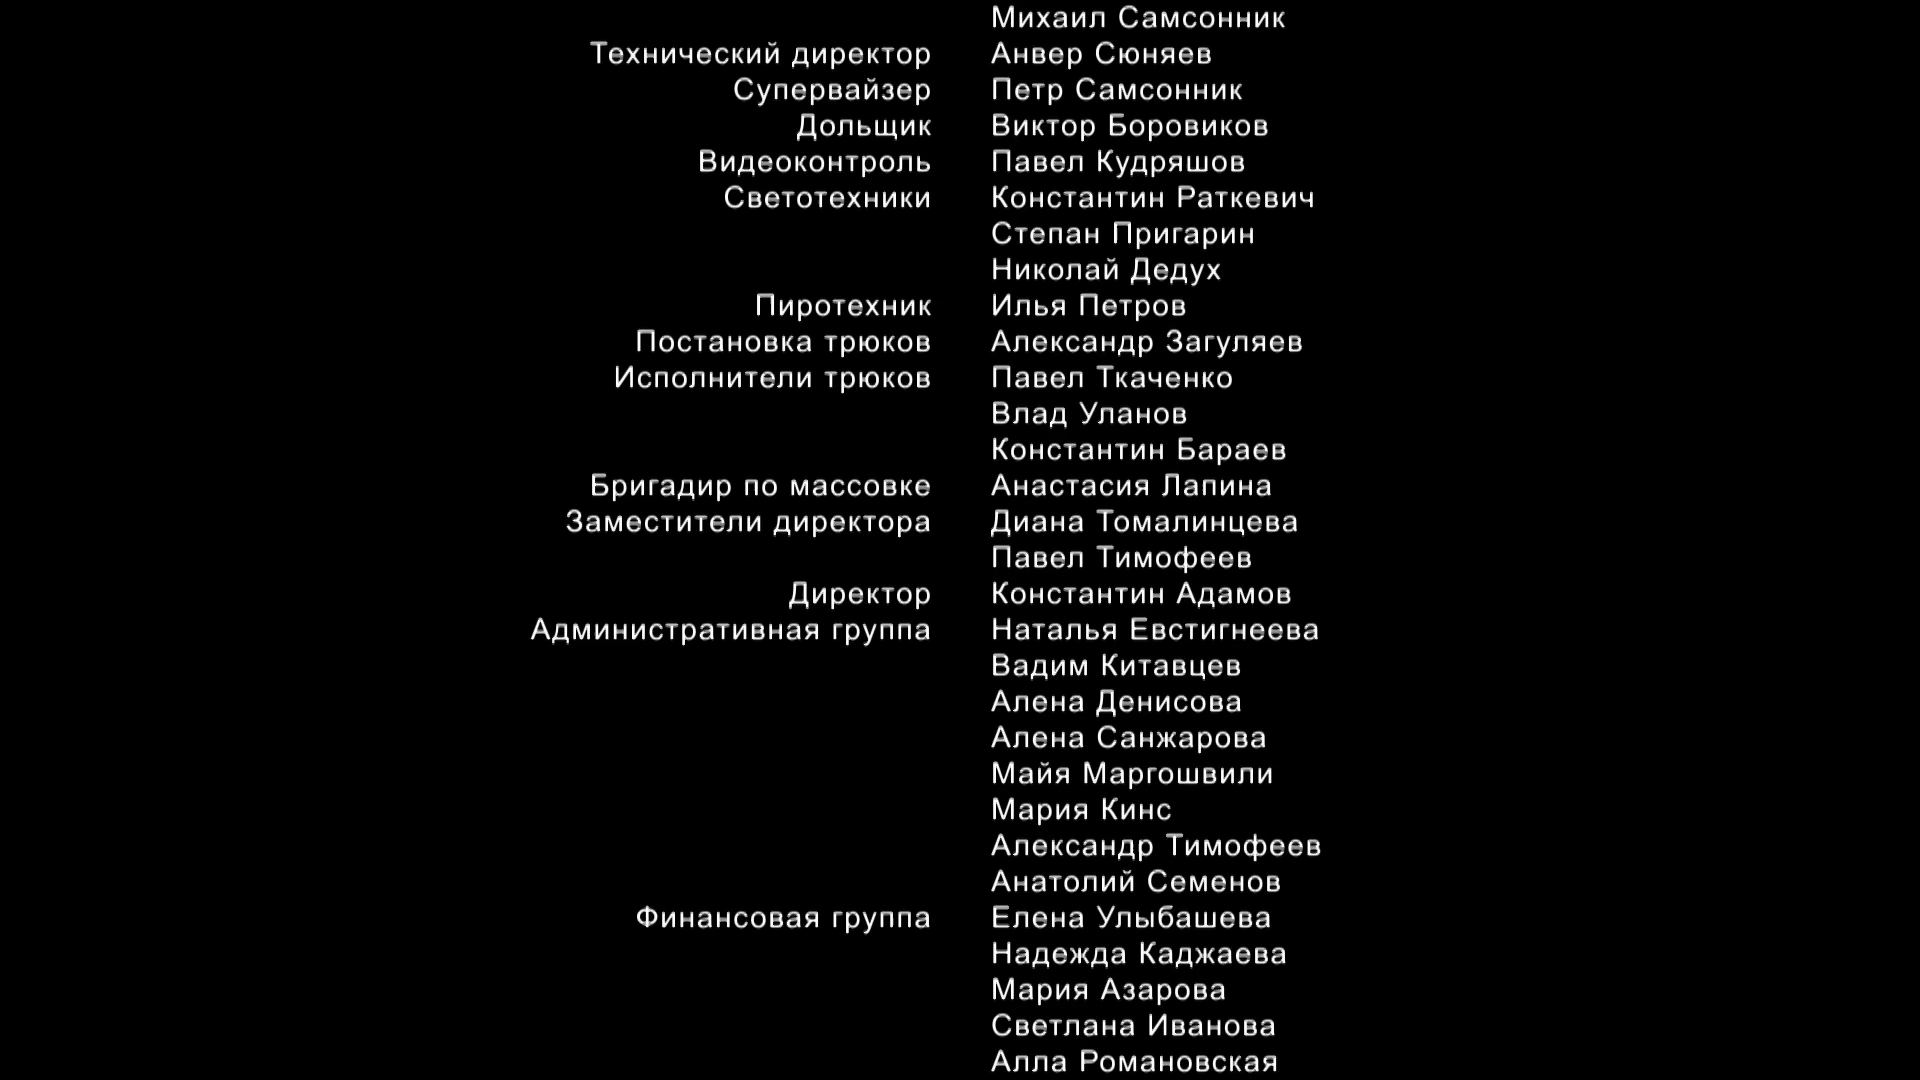 Михаил Самсонник
Технический директор Анвер Сюняев
Супервайзер Петр Самсонник
Дольщик Виктор Боровиков
Видеоконтроль Павел Кудряшов
Светотехники Константин Раткевич
Степан Пригарин
Николай Дедух
Пиротехник Илья Петров
Постановка трюков Александр Загуляев
Исполнители трюков Павел Ткаченко
Влад Уланов
Константин Бараев
Бригадир по массовке Анастасия Лапина
Заместители директора Диана Томалинцева
Павел Тимофеев
Директор Константин Адамов
Административная группа Наталья Евстигнеева
Вадим Китавцев
Алена Денисова
Алена Санжарова
Майя Маргошвили
Мария Кинс
Александр Тимофеев
Анатолий Семенов
Финансовая группа Елена Улыбашева
Надежда Каджаева
Мария Азарова
Светлана Иванова
Алла Романовская